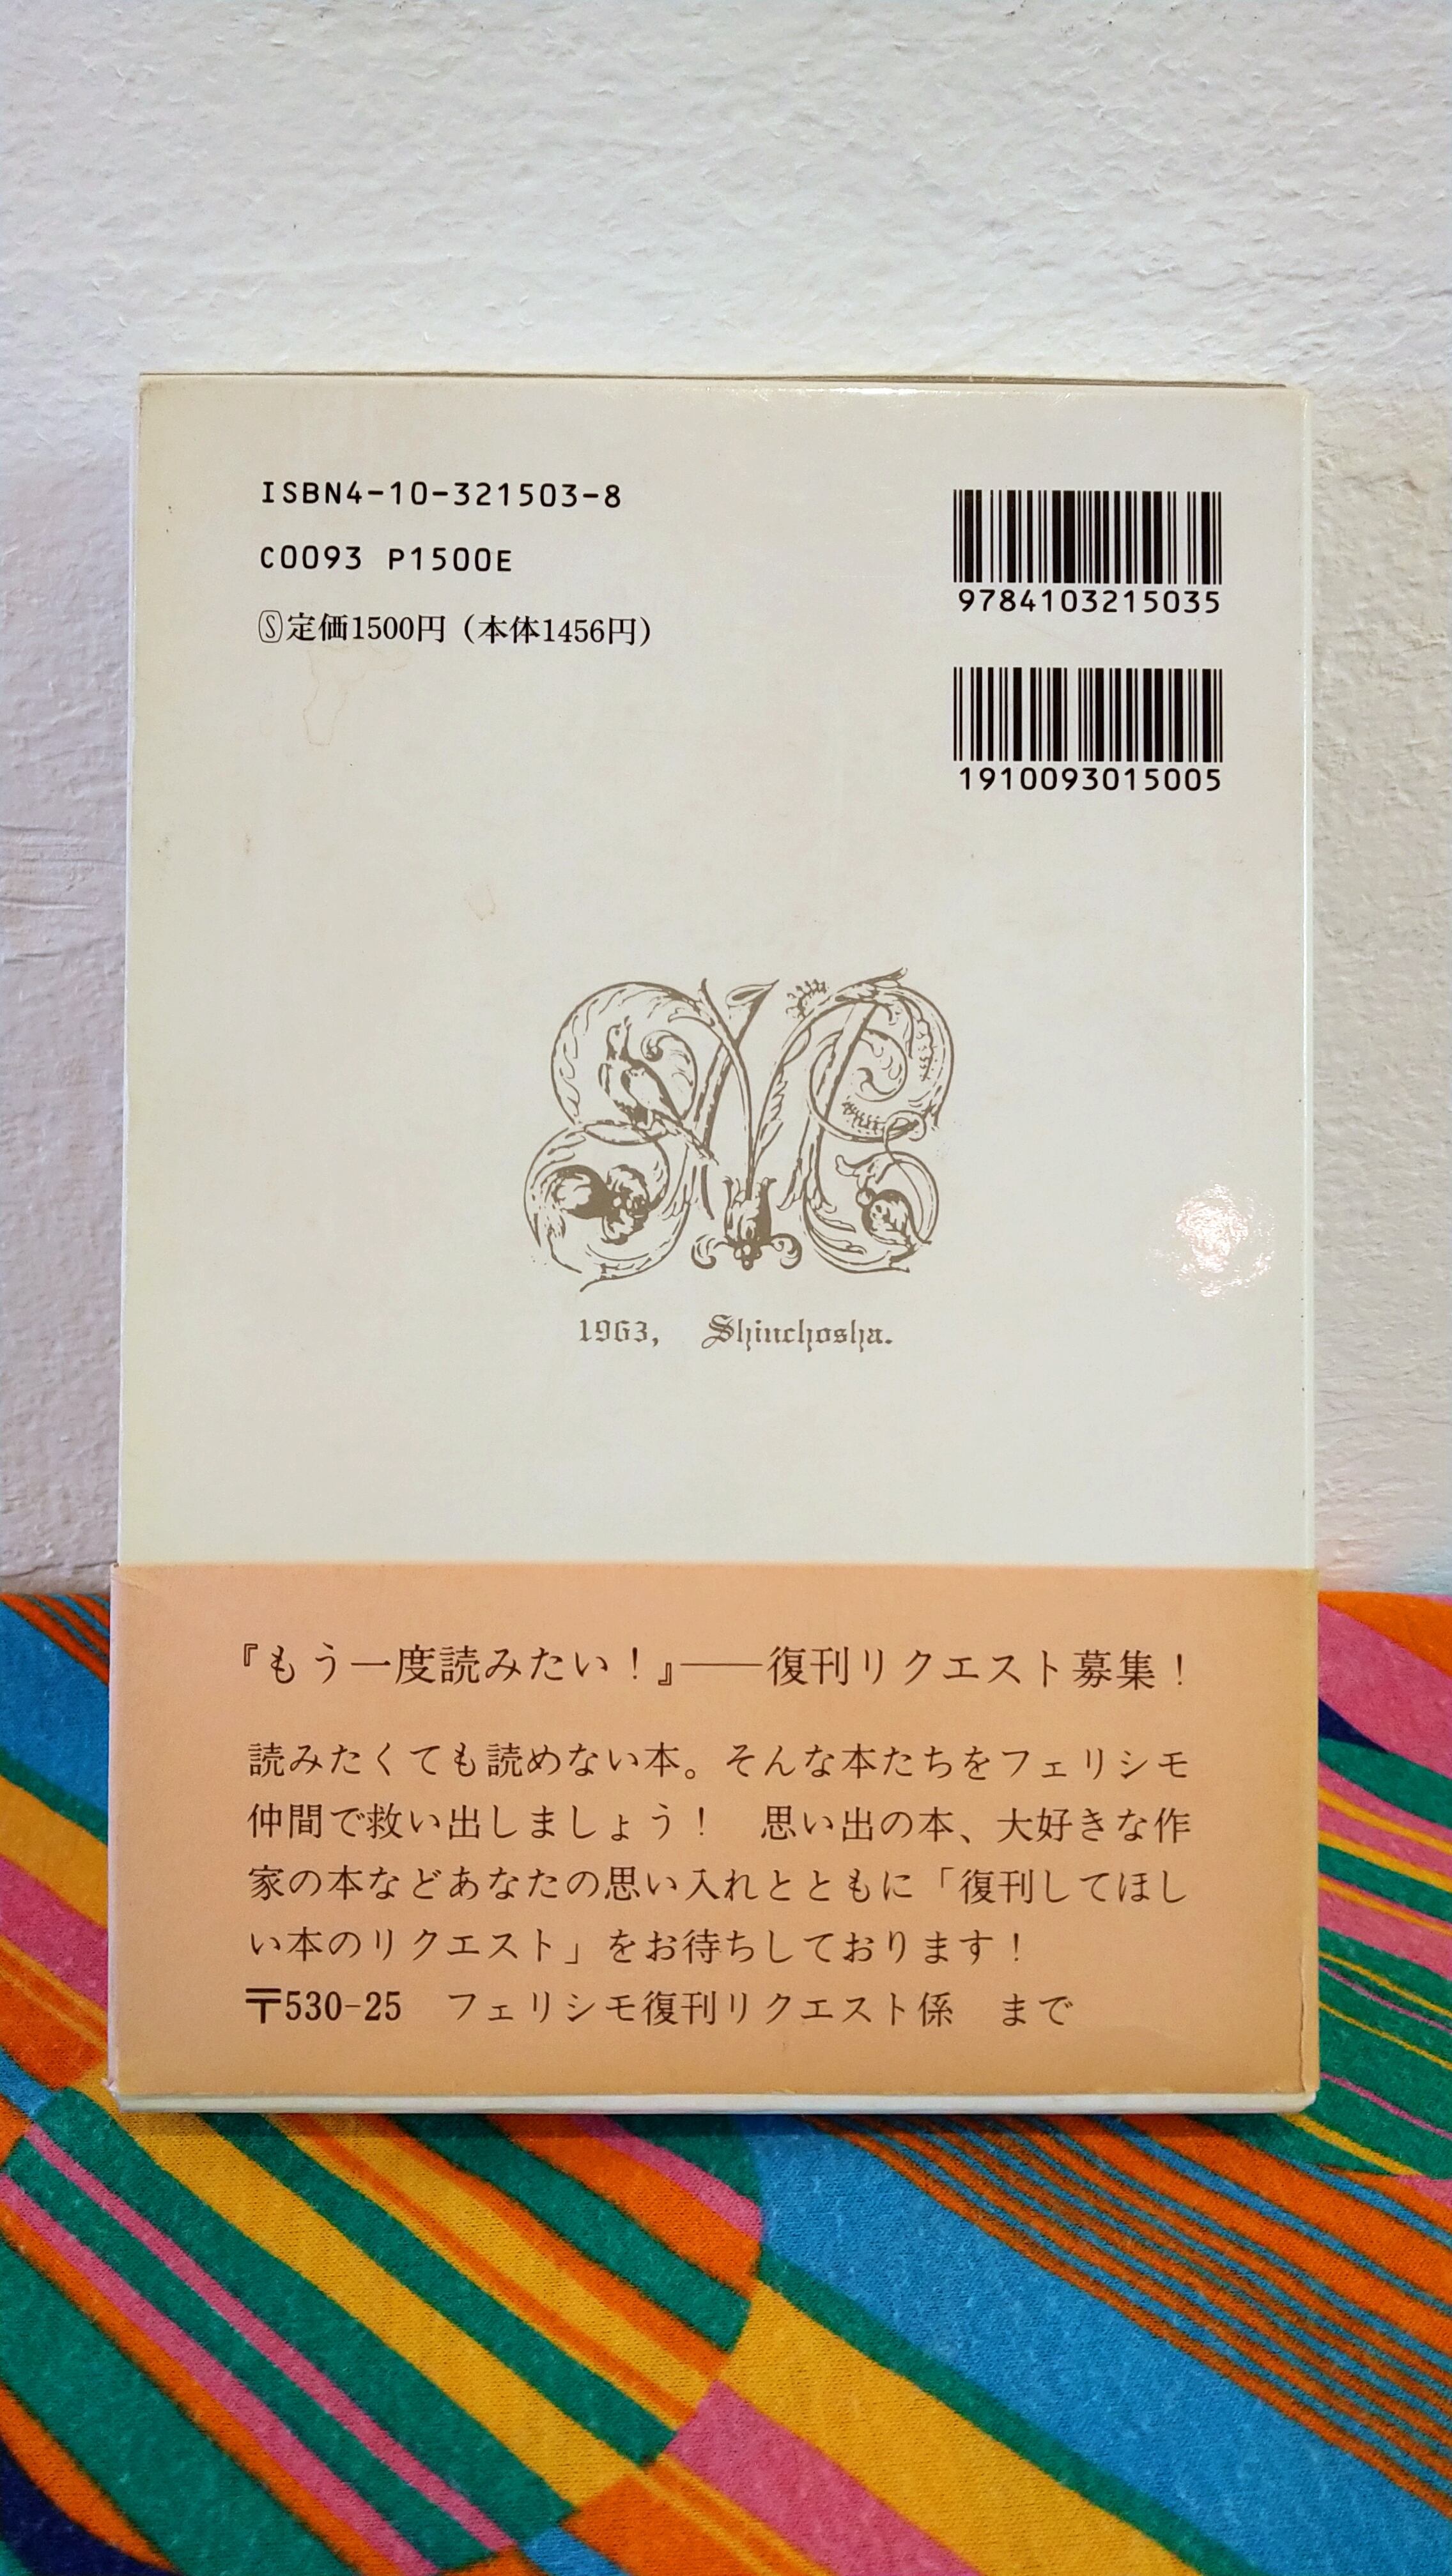 ISBN4-10-321503-8
C0093 P1500E
Ⓢ定価1500円（本体1456円）
9784103215035
1910093015005
1963, Shinchosha.
『もう一度読みたい！』──復刊リクエスト募集！
読みたくても読めない本。そんな本たちをフェリシモ
仲間で救い出しましょう！　思い出の本、大好きな作
家の本などあなたの思い入れとともに「復刊してほし
い本のリクエスト」をお待ちしております！
〒530-25　フェリシモ復刊リクエスト係　まで